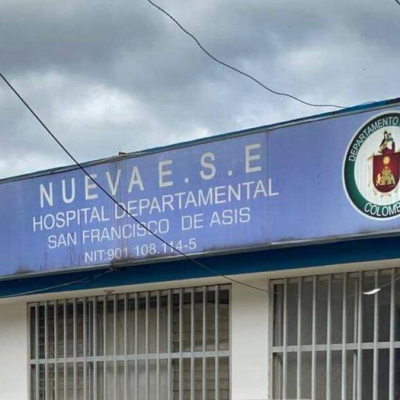 NUEVA E.S.E
HOSPITAL DEPARTAMENTAL
SAN FRANCISCO DE ASIS
NIT:901.108.114-5
DEPARTAMENTO
COLOMB